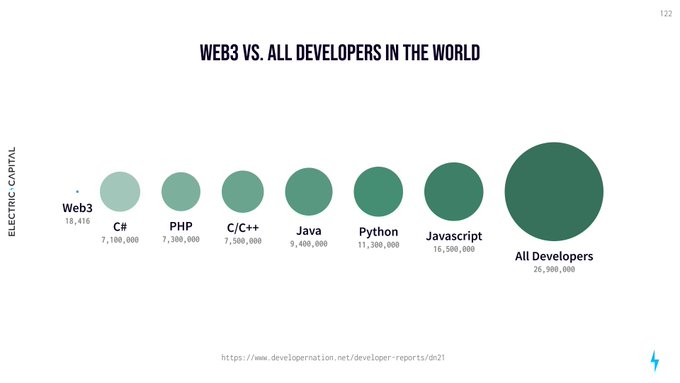 122
WEB3 VS. ALL DEVELOPERS IN THE WORLD
ELECTRIC CAPITAL
Web3
18,416
C#
7,100,000
PHP
7,300,000
C/C++
7,500,000
Java
9,400,000
Python
11,300,000
Javascript
16,500,000
All Developers
26,900,000
https://www.developernation.net/developer-reports/dn21